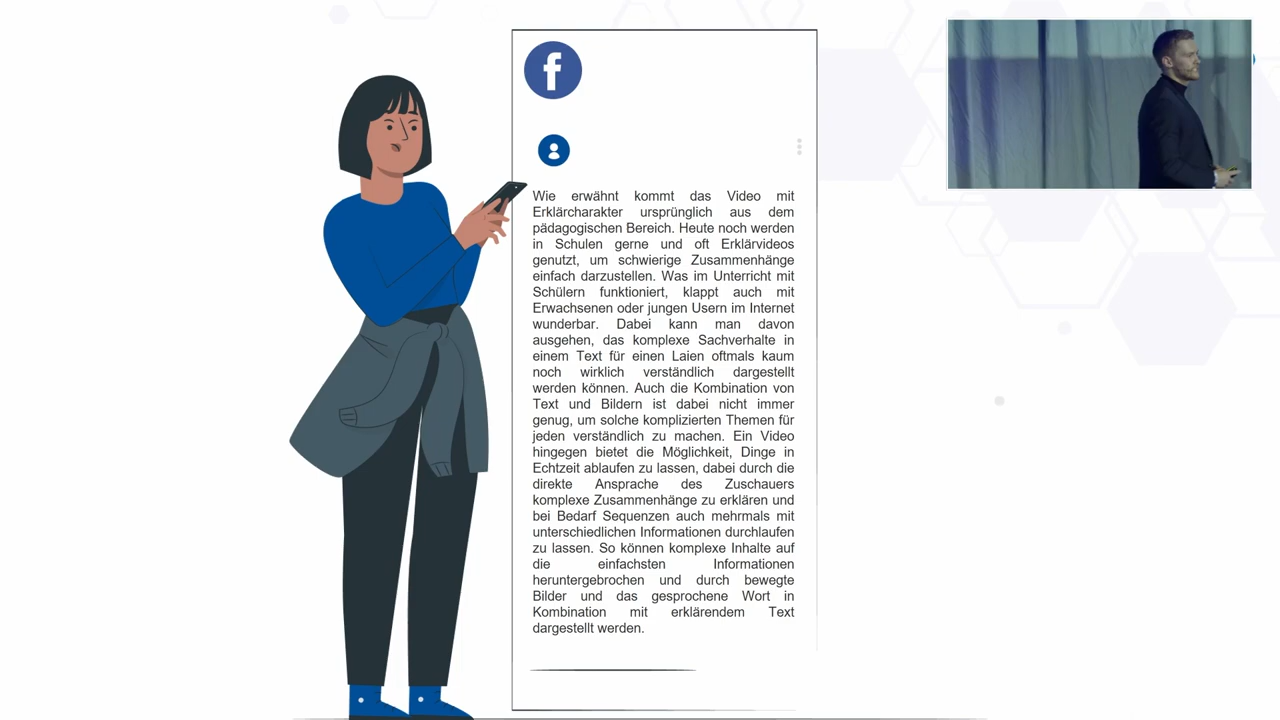 f
Wie erwähnt kommt das Video mit
Erklärcharakter ursprünglich aus dem
pädagogischen Bereich. Heute noch werden
in Schulen gerne und oft Erklärvideos
genutzt, um schwierige Zusammenhänge
einfach darzustellen. Was im Unterricht mit
Schülern funktioniert, klappt auch mit
Erwachsenen oder jungen Usern im Internet
wunderbar. Dabei kann man davon
ausgehen, das komplexe Sachverhalte in
einem Text für einen Laien oftmals kaum
noch wirklich verständlich dargestellt
werden können. Auch die Kombination von
Text und Bildern ist dabei nicht immer
genug, um solche komplizierten Themen für
jeden verständlich zu machen. Ein Video
hingegen bietet die Möglichkeit, Dinge in
Echtzeit ablaufen zu lassen, dabei durch die
direkte Ansprache des Zuschauers
komplexe Zusammenhänge zu erklären und
bei Bedarf Sequenzen auch mehrmals mit
unterschiedlichen Informationen durchlaufen
zu lassen. So können komplexe Inhalte auf
die einfachsten Informationen
heruntergebrochen und durch bewegte
Bilder und das gesprochene Wort in
Kombination mit erklärendem Text
dargestellt werden.